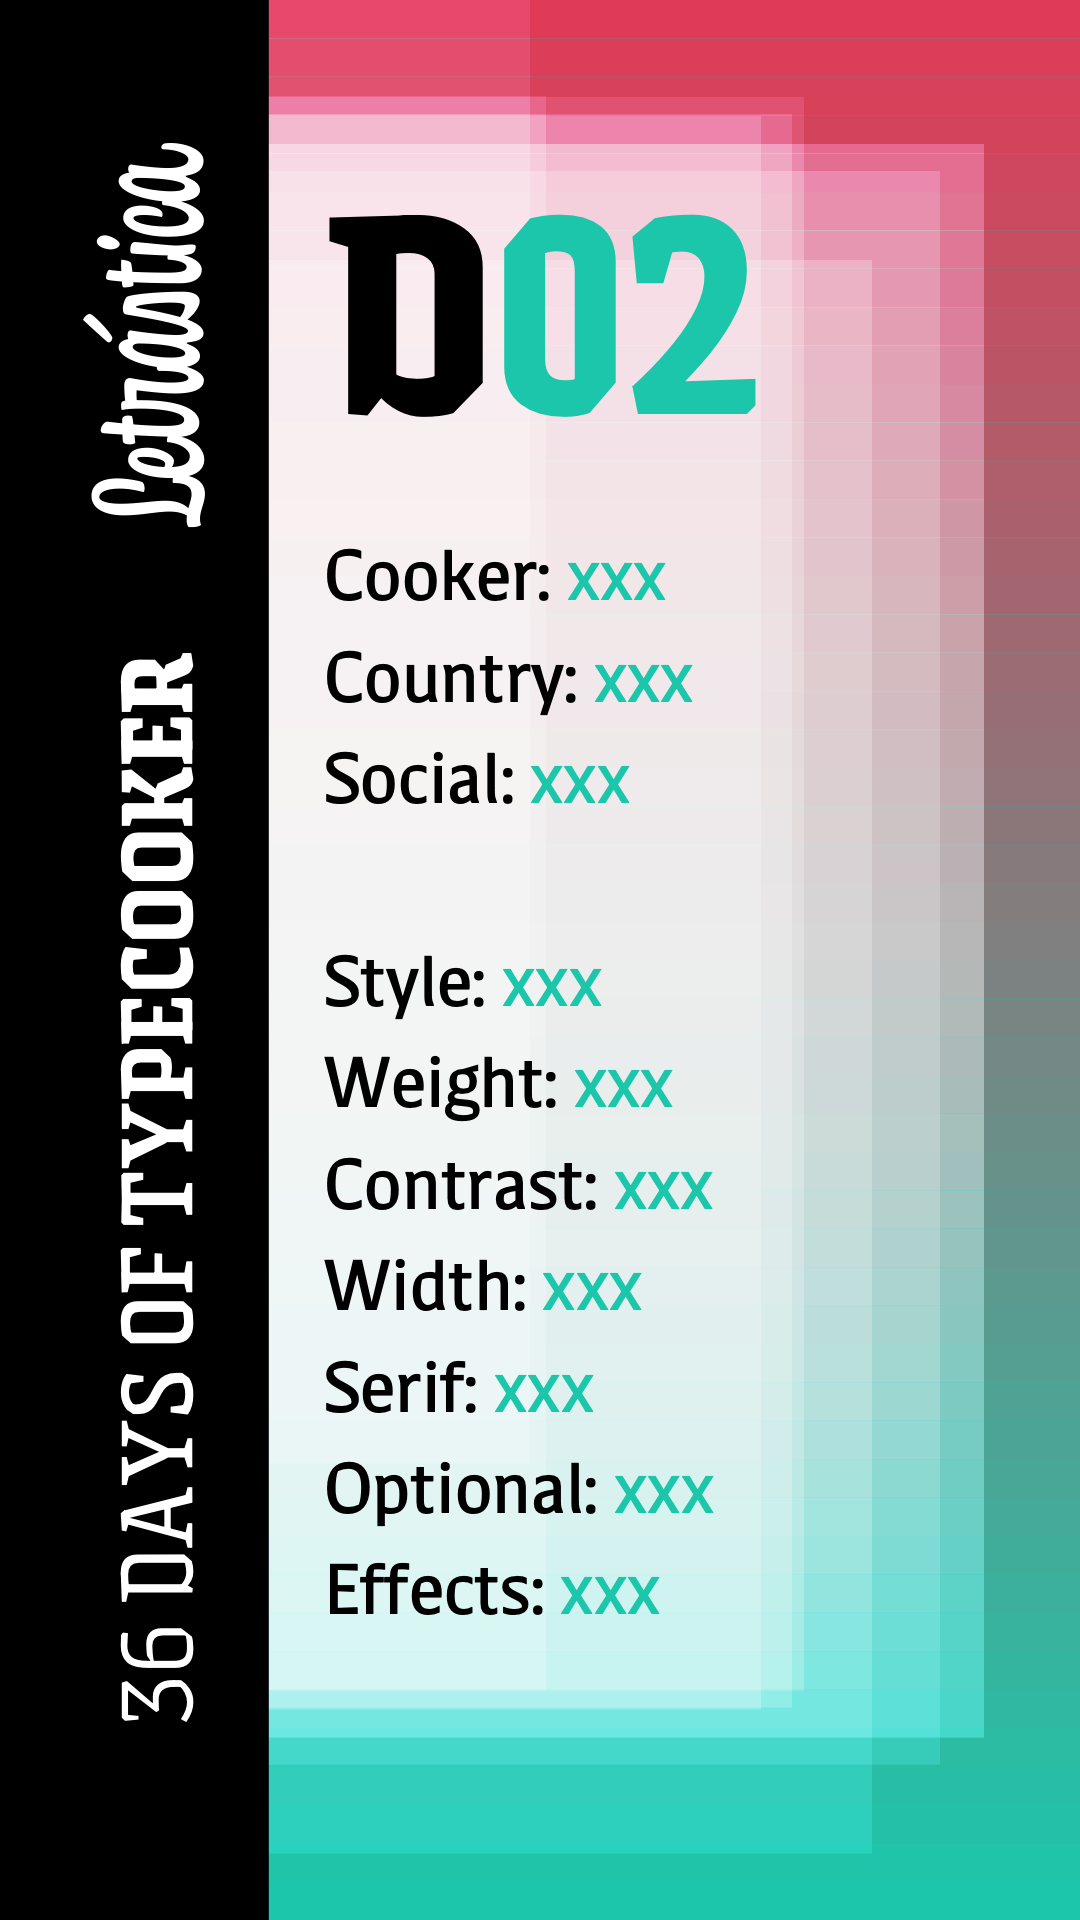 Letrástica
36 DAYS OF TYPECOOKER
D02
Cooker: xxx
Country: xxx
Social: xxx
Style: xxx
Weight: xxx
Contrast: xxx
Width: xxx
Serif: xxx
Optional: xxx
Effects: xxx